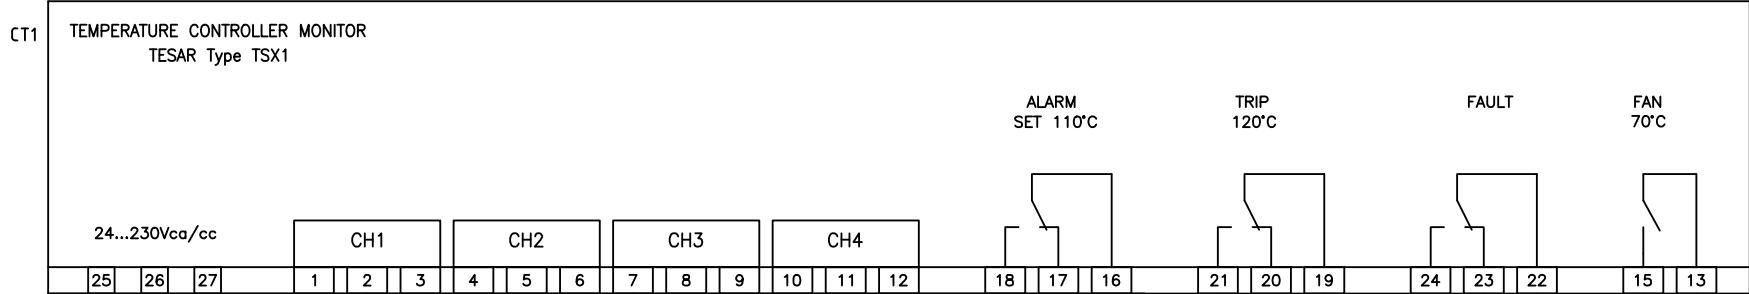 CT1
TEMPERATURE CONTROLLER MONITOR
TESAR Type TSX1
ALARM
SET 110°C
TRIP
120°C
FAULT
FAN
70°C
24...230Vca/cc
CH1 CH2 CH3 CH4
25 26 27 1 2 3 4 5 6 7 8 9 10 11 12 18 17 16 21 20 19 24 23 22 15 13